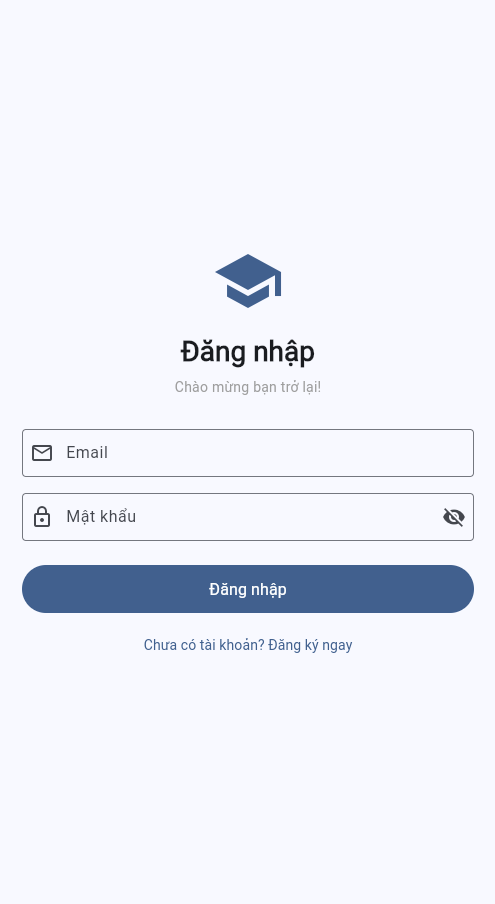 Đăng nhập
Chào mừng bạn trở lại!
Email
Mật khẩu
Đăng nhập
Chưa có tài khoản? Đăng ký ngay